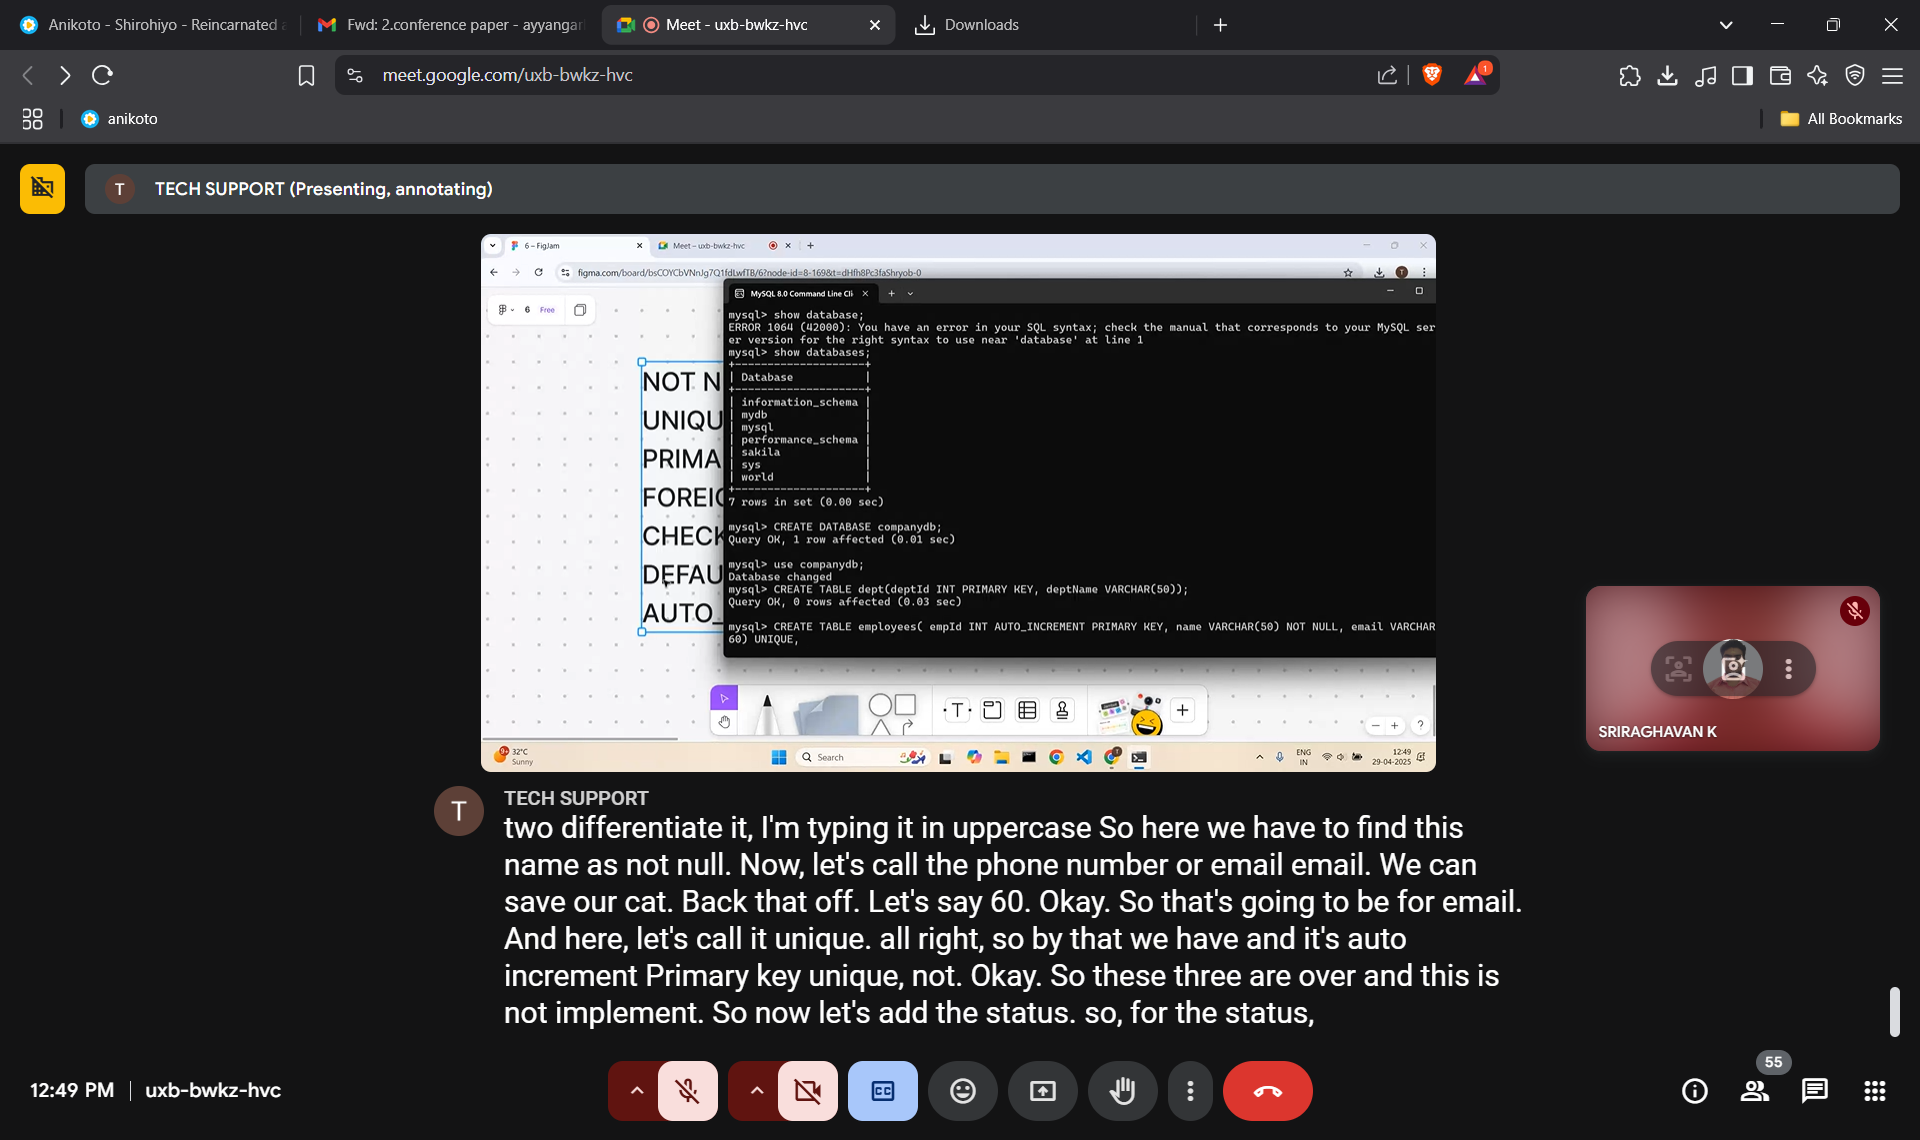 Anikoto - Shirohiyo - Reincarnated
Fwd: 2.conference paper - ayyangar
Meet - uxb-bwkz-hvc
Downloads
meet.google.com/uxb-bwkz-hvc
1
anikoto
All Bookmarks
T
TECH SUPPORT (Presenting, annotating)
6 – FigJam
Meet – uxb-bwkz-hvc
figma.com/board/bsCOYCbVNnJg7Q1fdLwfTB/6?node-id=8-169&t=dHfh8Pc3faShryob-0
6 Free
MySQL 8.0 Command Line Cli
NOT N
UNIQU
PRIMA
FOREIG
CHECK
DEFAU
AUTO_
mysql> show database;
ERROR 1064 (42000): You have an error in your SQL syntax; check the manual that corresponds to your MySQL ser
er version for the right syntax to use near 'database' at line 1
mysql> show databases;
+--------------------+
| Database           |
+--------------------+
| information_schema |
| mydb               |
| mysql              |
| performance_schema |
| sakila             |
| sys                |
| world              |
+--------------------+
7 rows in set (0.00 sec)
mysql> CREATE DATABASE companydb;
Query OK, 1 row affected (0.01 sec)
mysql> use companydb;
Database changed
mysql> CREATE TABLE dept(deptId INT PRIMARY KEY, deptName VARCHAR(50));
Query OK, 0 rows affected (0.03 sec)
mysql> CREATE TABLE employees( empId INT AUTO_INCREMENT PRIMARY KEY, name VARCHAR(50) NOT NULL, email VARCHAR
60) UNIQUE,
T
32°C
Sunny
Search
ENG
IN
12:49
29-04-2025
SRIRAGHAVAN K
T
TECH SUPPORT
two differentiate it, I'm typing it in uppercase So here we have to find this
name as not null. Now, let's call the phone number or email email. We can
save our cat. Back that off. Let's say 60. Okay. So that's going to be for email.
And here, let's call it unique. all right, so by that we have and it's auto
increment Primary key unique, not. Okay. So these three are over and this is
not implement. So now let's add the status. so, for the status,
12:49 PM | uxb-bwkz-hvc
CC
55